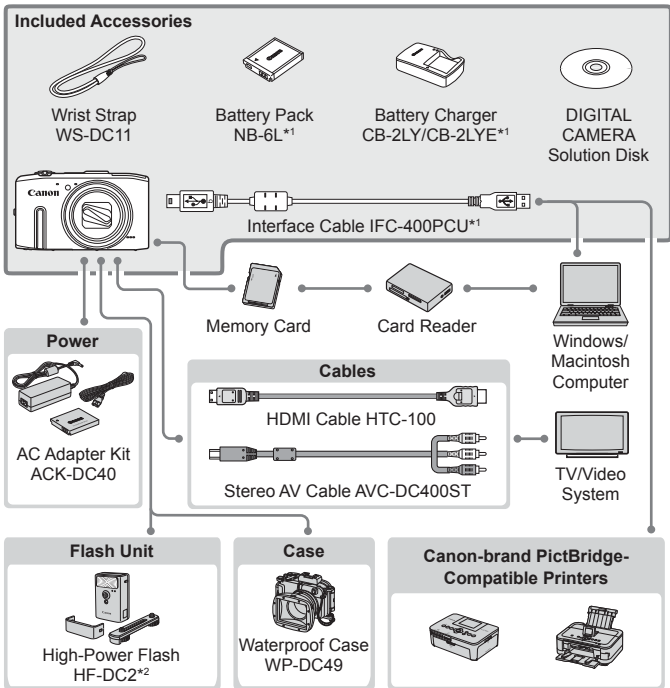 Included Accessories
Wrist Strap
WS-DC11
Battery Pack
NB-6L*1
Battery Charger
CB-2LY/CB-2LYE*1
DIGITAL
CAMERA
Solution Disk
Canon
Interface Cable IFC-400PCU*1
Memory Card
Card Reader
Windows/
Macintosh
Computer
Power
AC Adapter Kit
ACK-DC40
Cables
HDMI Cable HTC-100
Stereo AV Cable AVC-DC400ST
TV/Video
System
Flash Unit
High-Power Flash
HF-DC2*2
Case
Waterproof Case
WP-DC49
Canon-brand PictBridge-
Compatible Printers